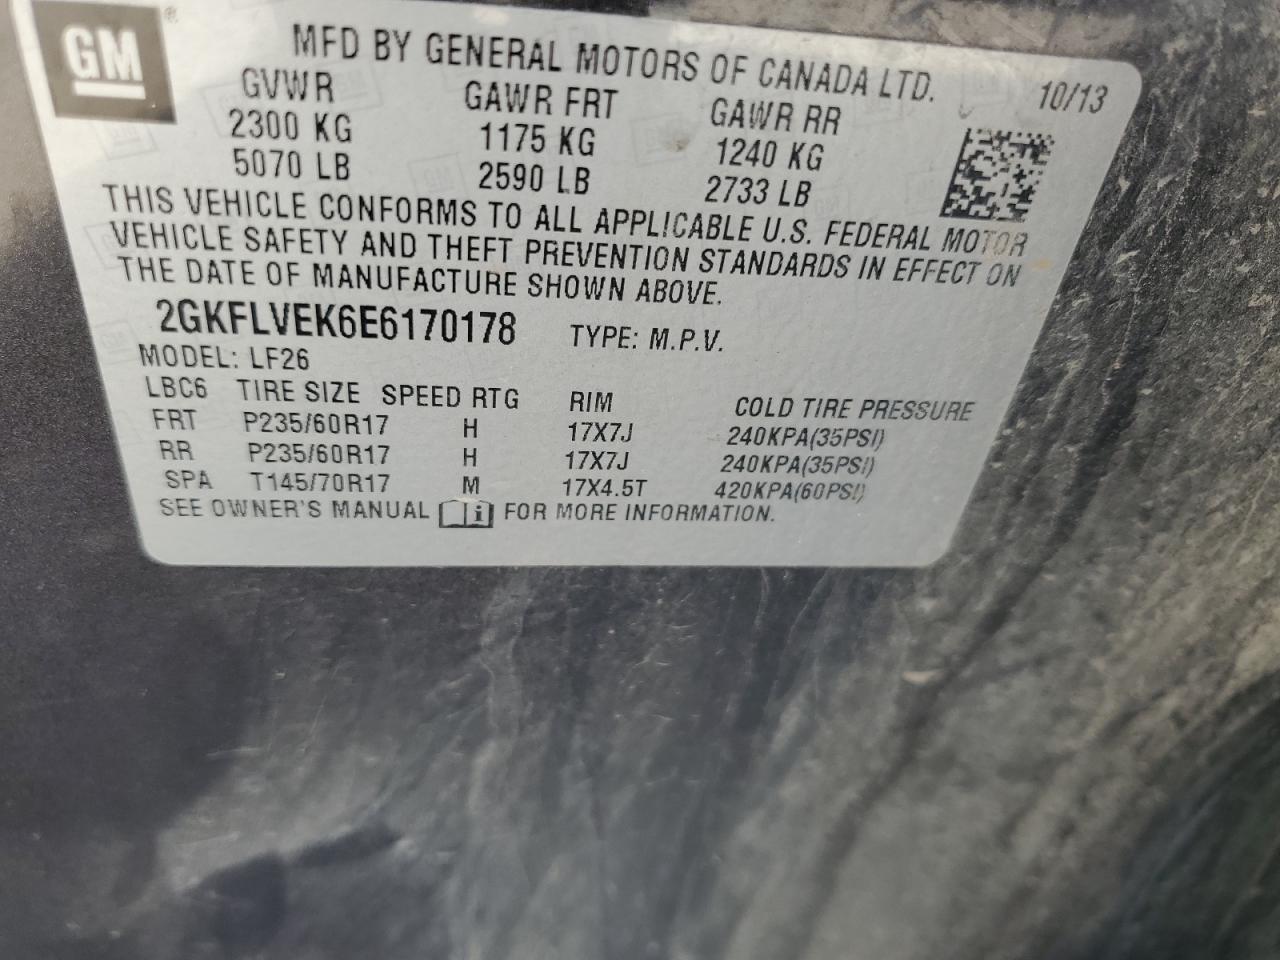 GM ®
MFD BY GENERAL MOTORS OF CANADA LTD. 10/13
GVWR GAWR FRT GAWR RR
2300 KG 1175 KG 1240 KG
5070 LB 2590 LB 2733 LB
THIS VEHICLE CONFORMS TO ALL APPLICABLE U.S. FEDERAL MOTOR
VEHICLE SAFETY AND THEFT PREVENTION STANDARDS IN EFFECT ON
THE DATE OF MANUFACTURE SHOWN ABOVE.
2GKFLVEK6E6170178 TYPE: M.P.V.
MODEL: LF26
LBC6 TIRE SIZE SPEED RTG RIM COLD TIRE PRESSURE
FRT P235/60R17 H 17X7J 240KPA(35PSI)
RR P235/60R17 H 17X7J 240KPA(35PSI)
SPA T145/70R17 M 17X4.5T 420KPA(60PSI)
SEE OWNER'S MANUAL i FOR MORE INFORMATION.